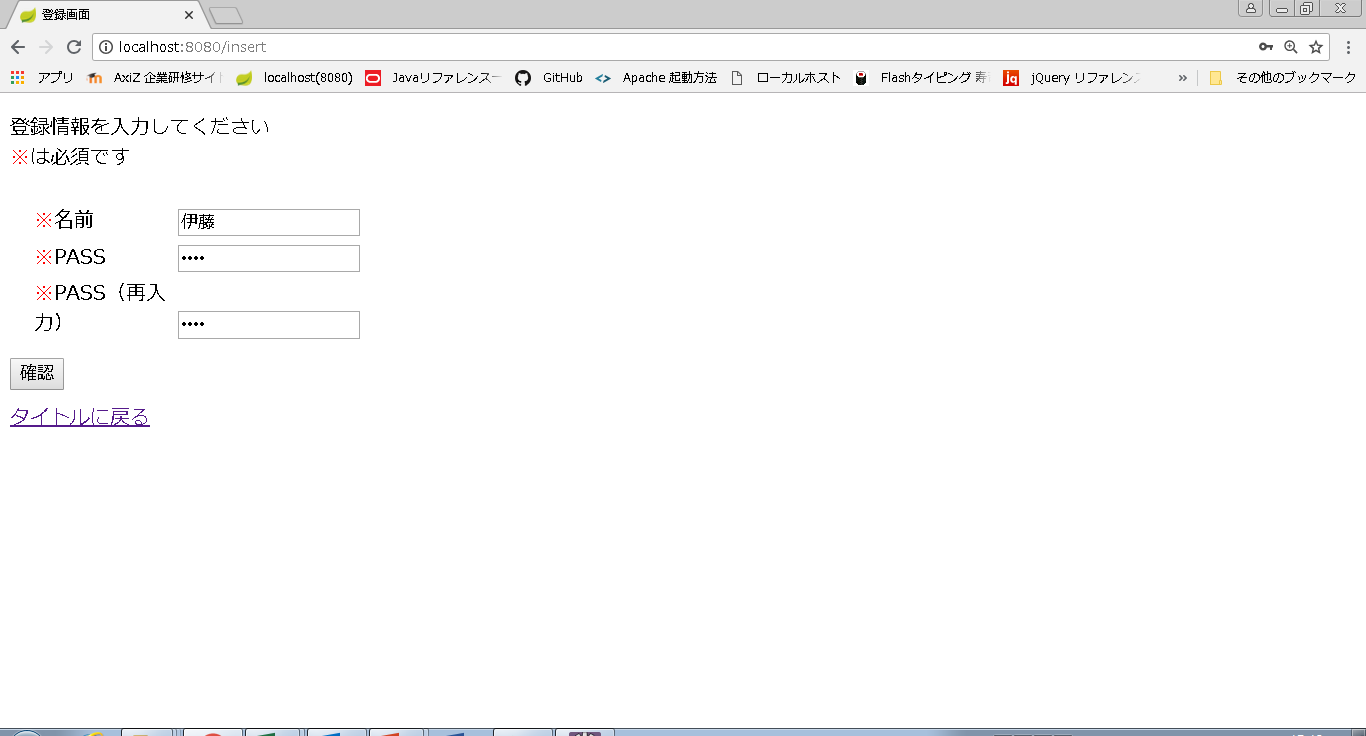 登録画面
localhost:8080/insert
アプリ AxiZ 企業研修サイト localhost(8080) Javaリファレンス GitHub Apache 起動方法 ローカルホスト Flashタイピング 寿 jq jQuery リファレン » その他のブックマーク
登録情報を入力してください
※は必須です
※名前 伊藤
※PASS ••••
※PASS（再入
力） ••••
確認
タイトルに戻る